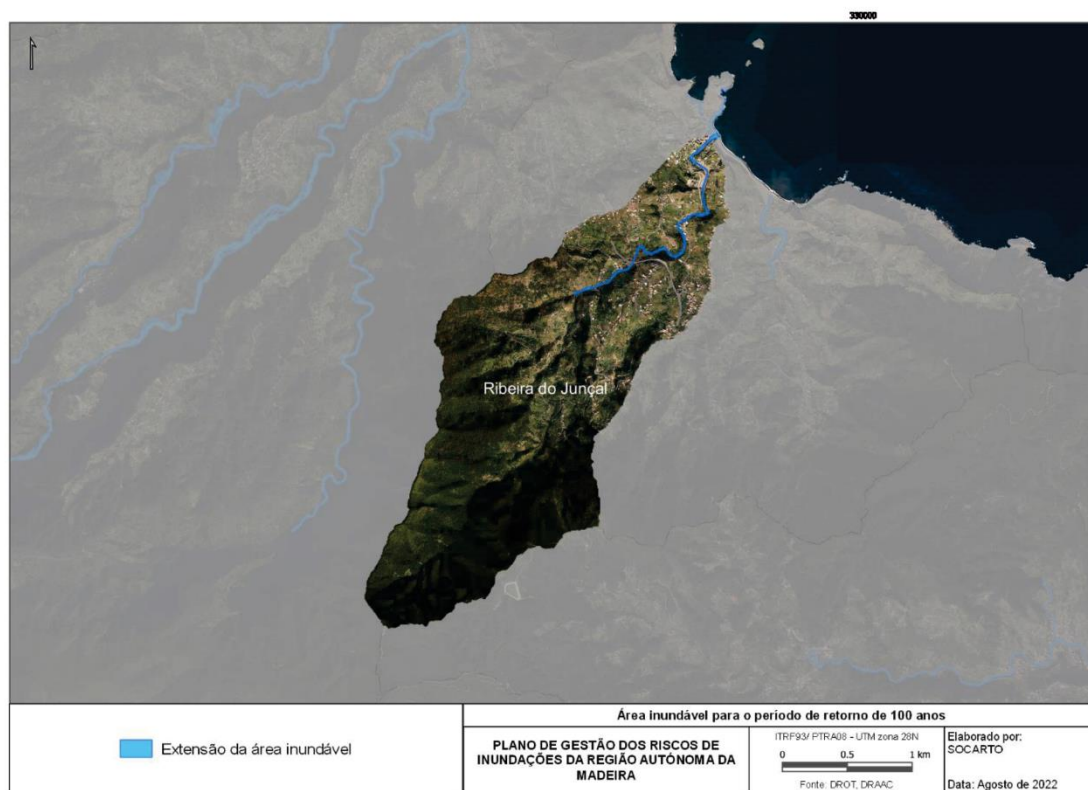 330000
Ribeira do Junçal
Extensão da área inundável
Área inundável para o período de retorno de 100 anos
PLANO DE GESTÃO DOS RISCOS DE
INUNDAÇÕES DA REGIÃO AUTÓNOMA DA
MADEIRA
ITRF93/ PTRA08 - UTM zona 28N
0 0.5 1 km
Fonte: DROT, DRAAC
Elaborado por:
SOCARTO
Data: Agosto de 2022